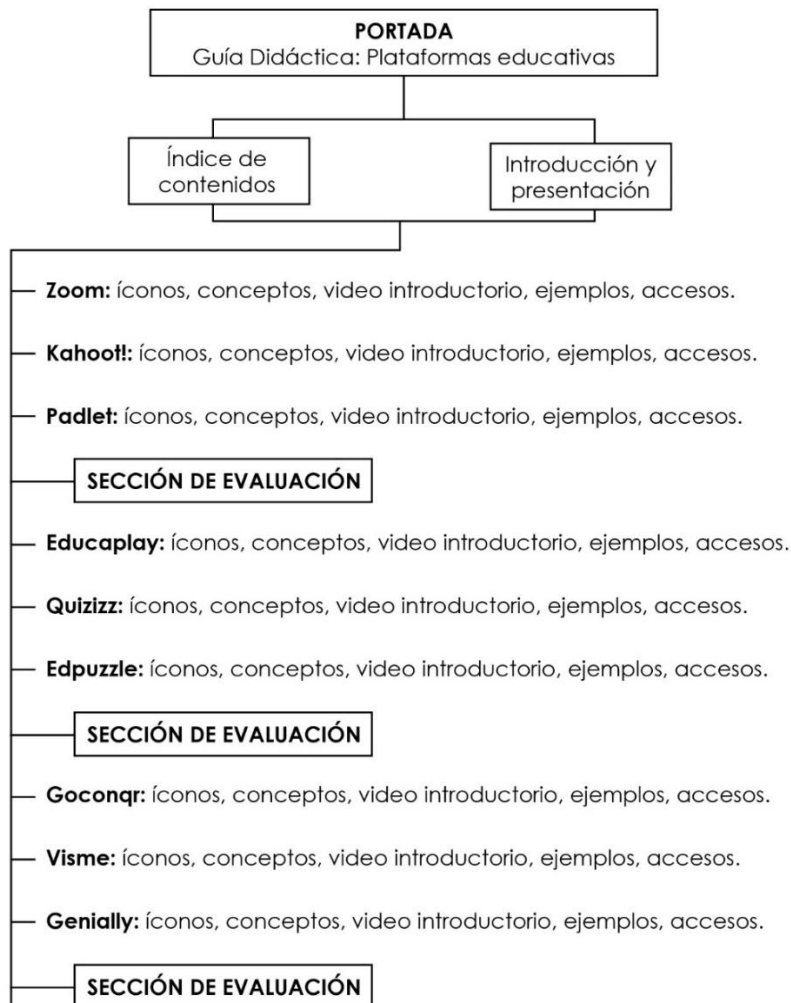 PORTADA
Guía Didáctica: Plataformas educativas
Índice de
contenidos
Introducción y
presentación
Zoom: íconos, conceptos, video introductorio, ejemplos, accesos.
Kahoot!: íconos, conceptos, video introductorio, ejemplos, accesos.
Padlet: íconos, conceptos, video introductorio, ejemplos, accesos.
SECCIÓN DE EVALUACIÓN
Educaplay: íconos, conceptos, video introductorio, ejemplos, accesos.
Quizizz: íconos, conceptos, video introductorio, ejemplos, accesos.
Edpuzzle: íconos, conceptos, video introductorio, ejemplos, accesos.
SECCIÓN DE EVALUACIÓN
Goconqr: íconos, conceptos, video introductorio, ejemplos, accesos.
Visme: íconos, conceptos, video introductorio, ejemplos, accesos.
Genially: íconos, conceptos, video introductorio, ejemplos, accesos.
SECCIÓN DE EVALUACIÓN